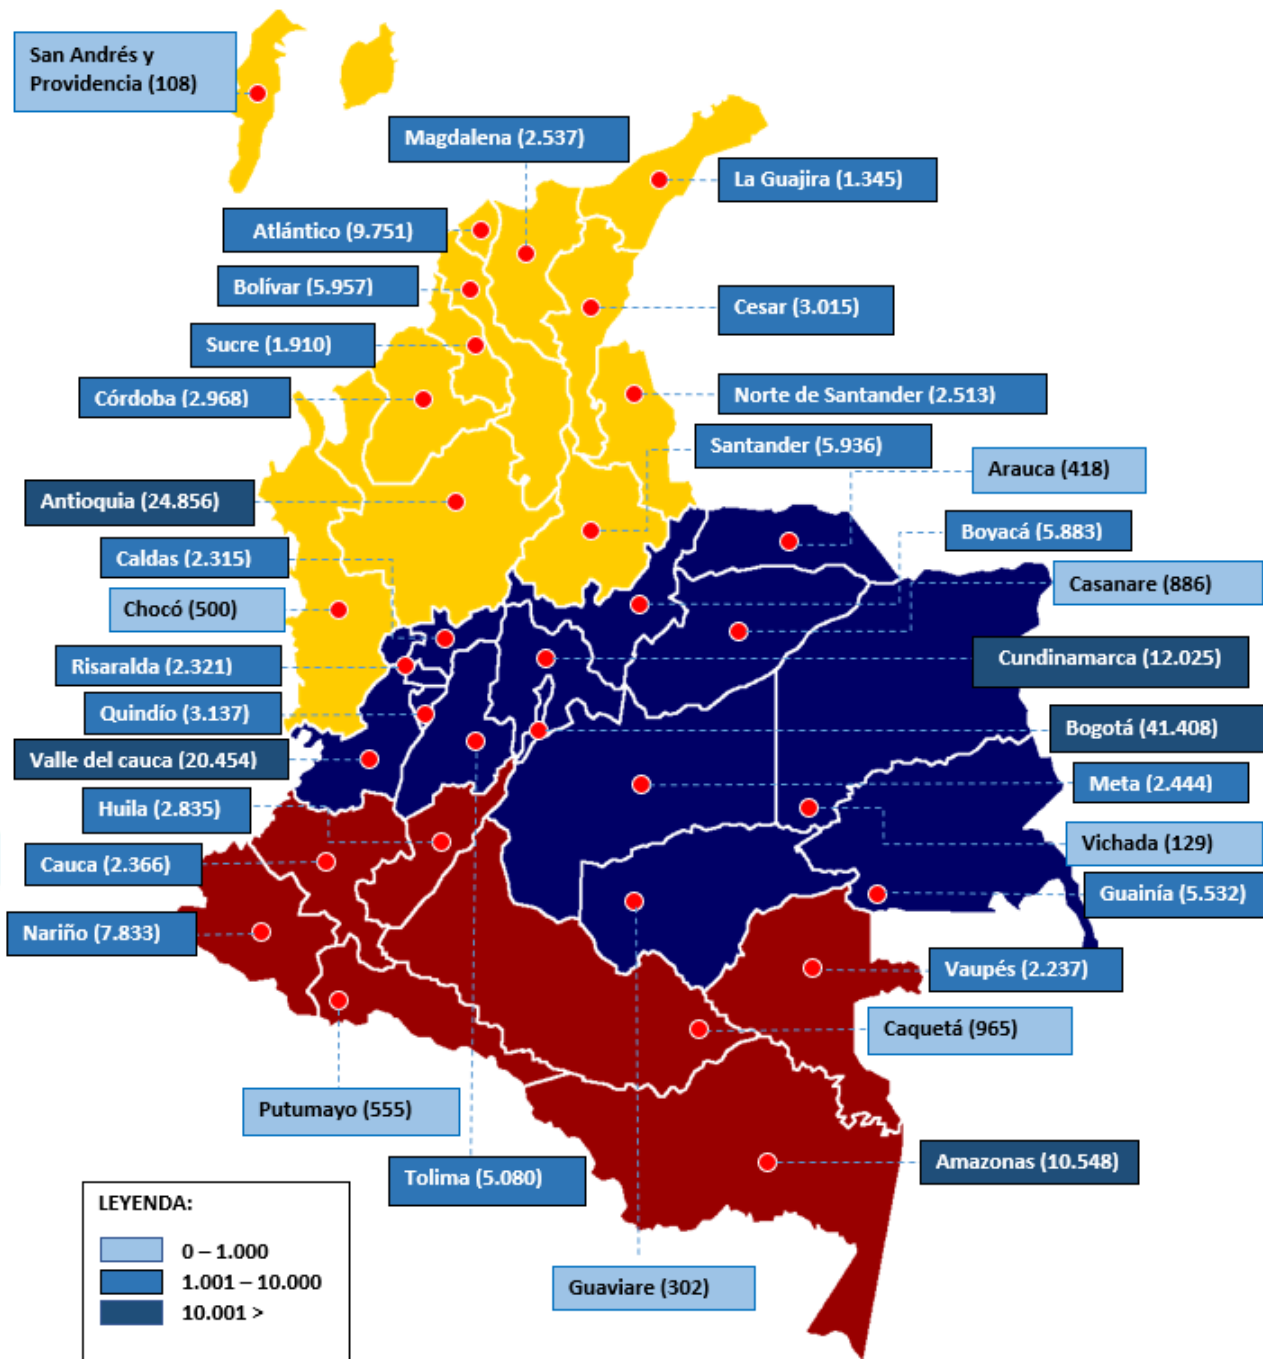 San Andrés y
Providencia (108)
Magdalena (2.537)
La Guajira (1.345)
Atlántico (9.751)
Bolívar (5.957)
Cesar (3.015)
Sucre (1.910)
Córdoba (2.968)
Norte de Santander (2.513)
Santander (5.936)
Arauca (418)
Antioquia (24.856)
Boyacá (5.883)
Caldas (2.315)
Casanare (886)
Chocó (500)
Cundinamarca (12.025)
Risaralda (2.321)
Quindío (3.137)
Bogotá (41.408)
Valle del cauca (20.454)
Meta (2.444)
Huila (2.835)
Vichada (129)
Cauca (2.366)
Guainía (5.532)
Nariño (7.833)
Vaupés (2.237)
Caquetá (965)
Putumayo (555)
Amazonas (10.548)
Tolima (5.080)
Guaviare (302)
LEYENDA:
0 – 1.000
1.001 – 10.000
10.001 >